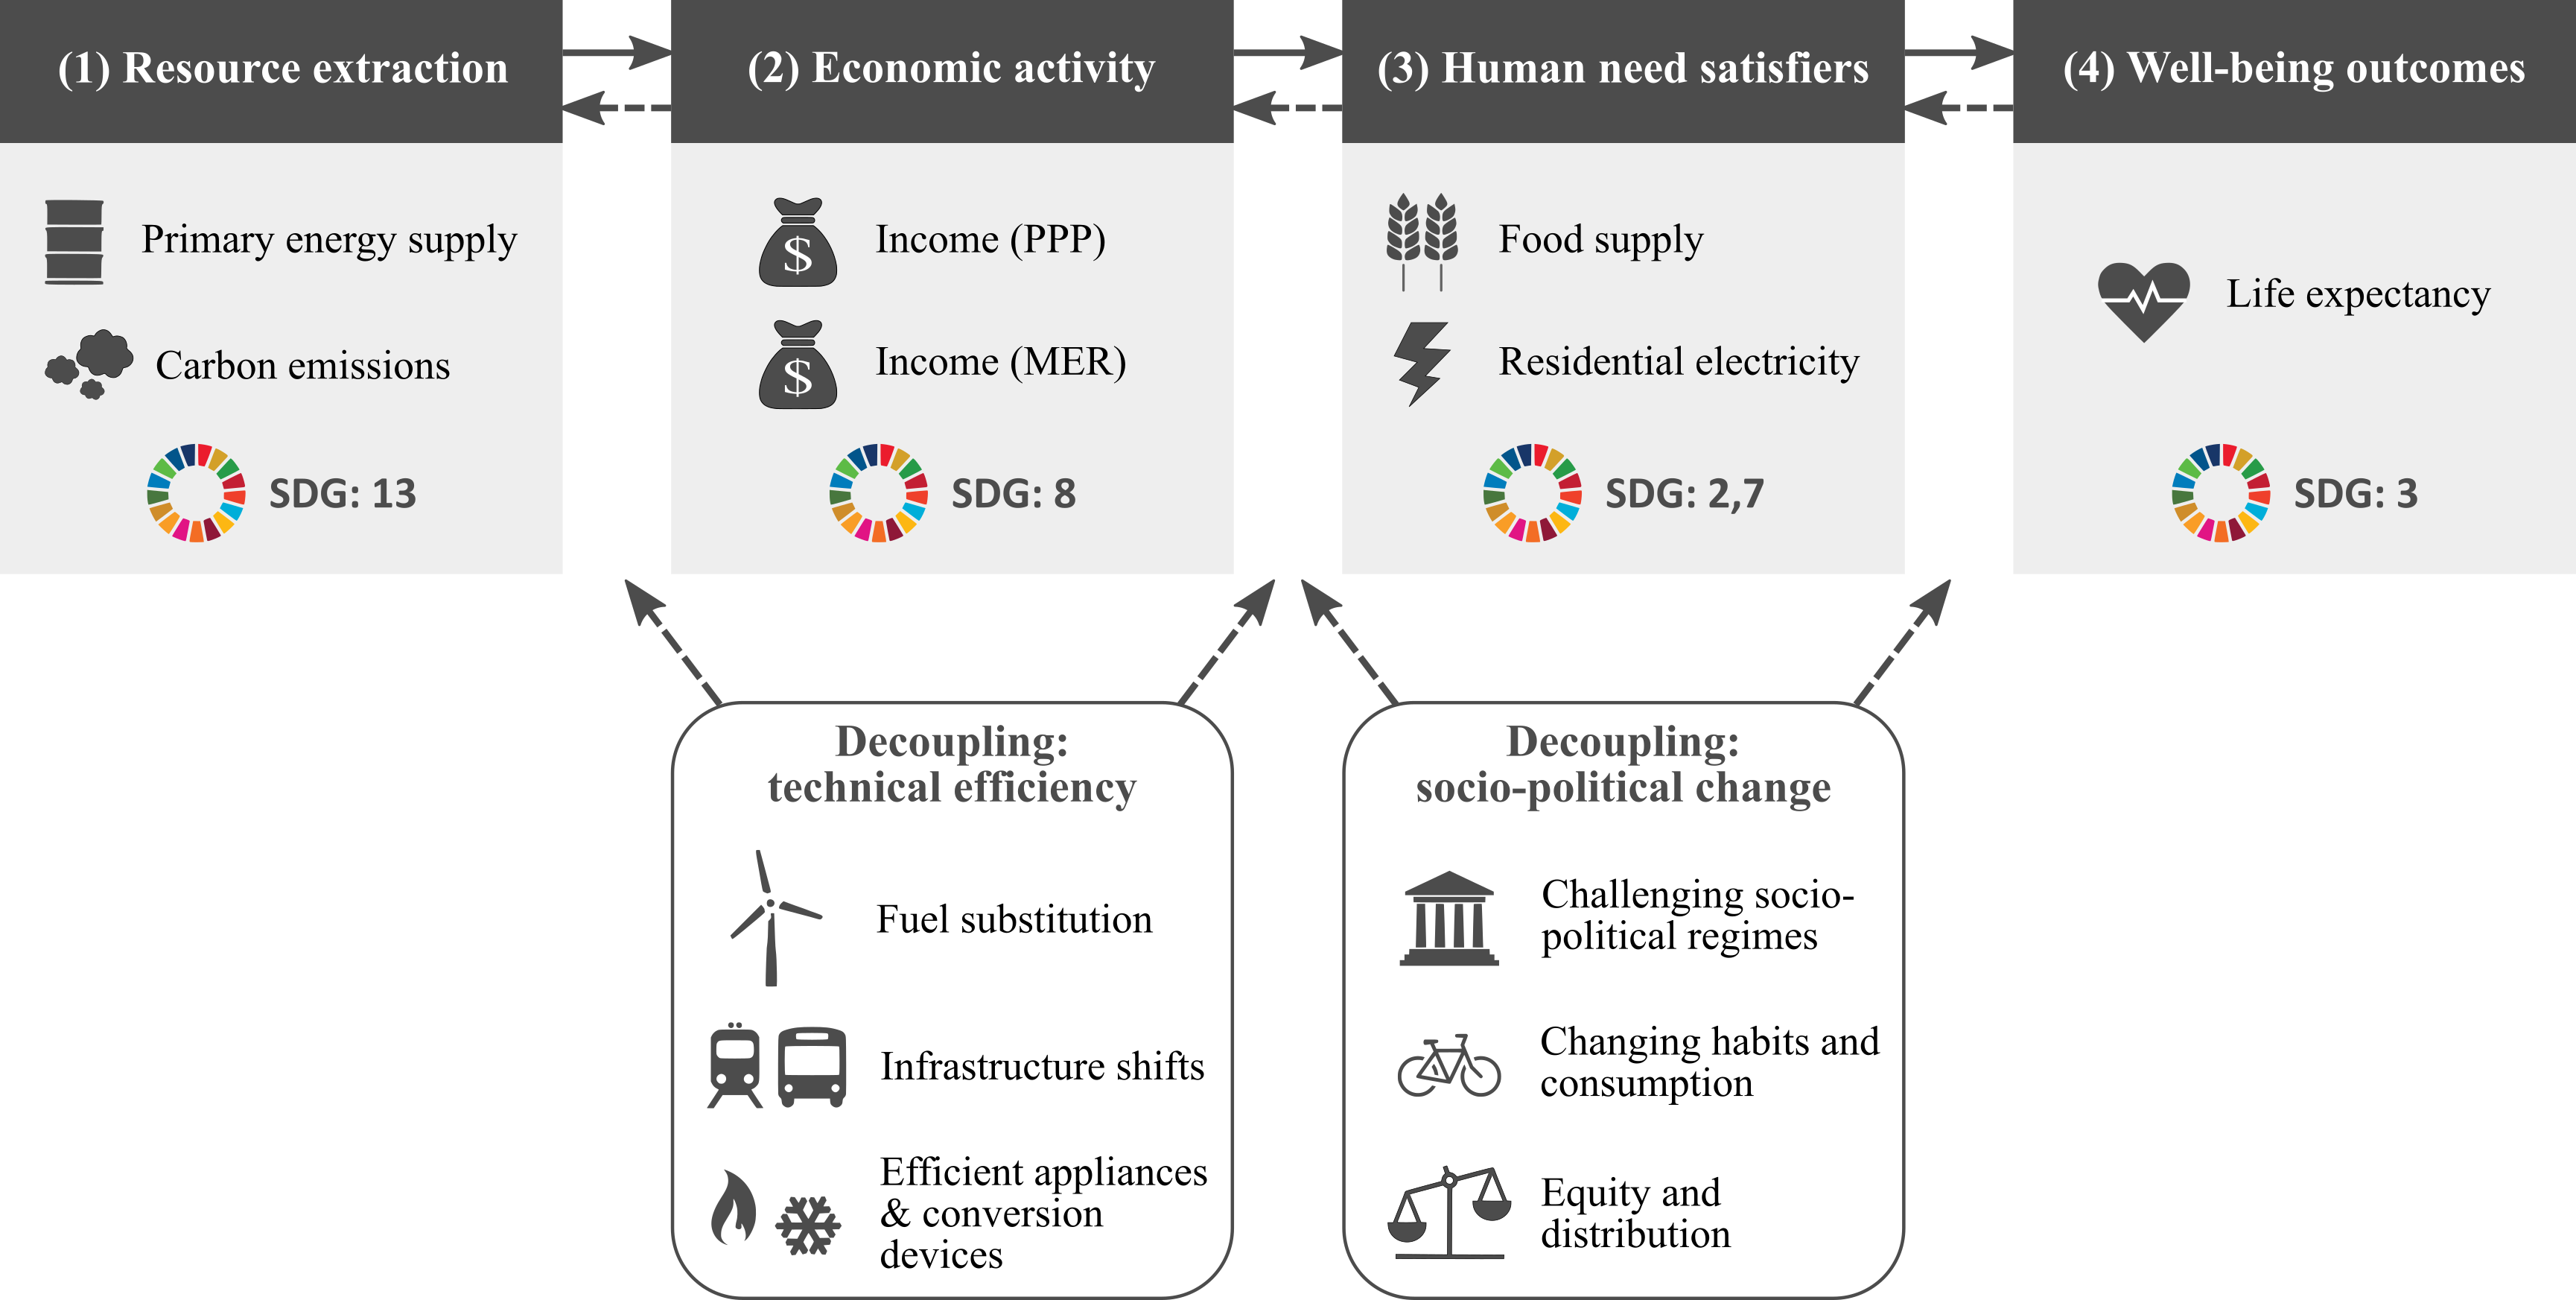 (1) Resource extraction
(2) Economic activity
(3) Human need satisfiers
(4) Well-being outcomes
Primary energy supply
Carbon emissions
SDG: 13
$
Income (PPP)
$
Income (MER)
SDG: 8
Food supply
Residential electricity
SDG: 2,7
Life expectancy
SDG: 3
Decoupling:
technical efficiency
Fuel substitution
Infrastructure shifts
Efficient appliances
& conversion
devices
Decoupling:
socio-political change
Challenging socio-
political regimes
Changing habits and
consumption
Equity and
distribution